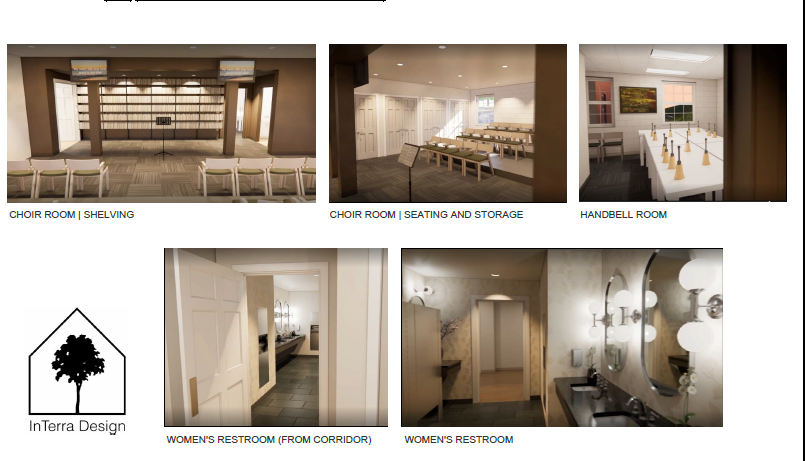 CHOIR ROOM | SHELVING
CHOIR ROOM | SEATING AND STORAGE
HANDBELL ROOM
InTerra Design
WOMEN'S RESTROOM (FROM CORRIDOR)
WOMEN'S RESTROOM